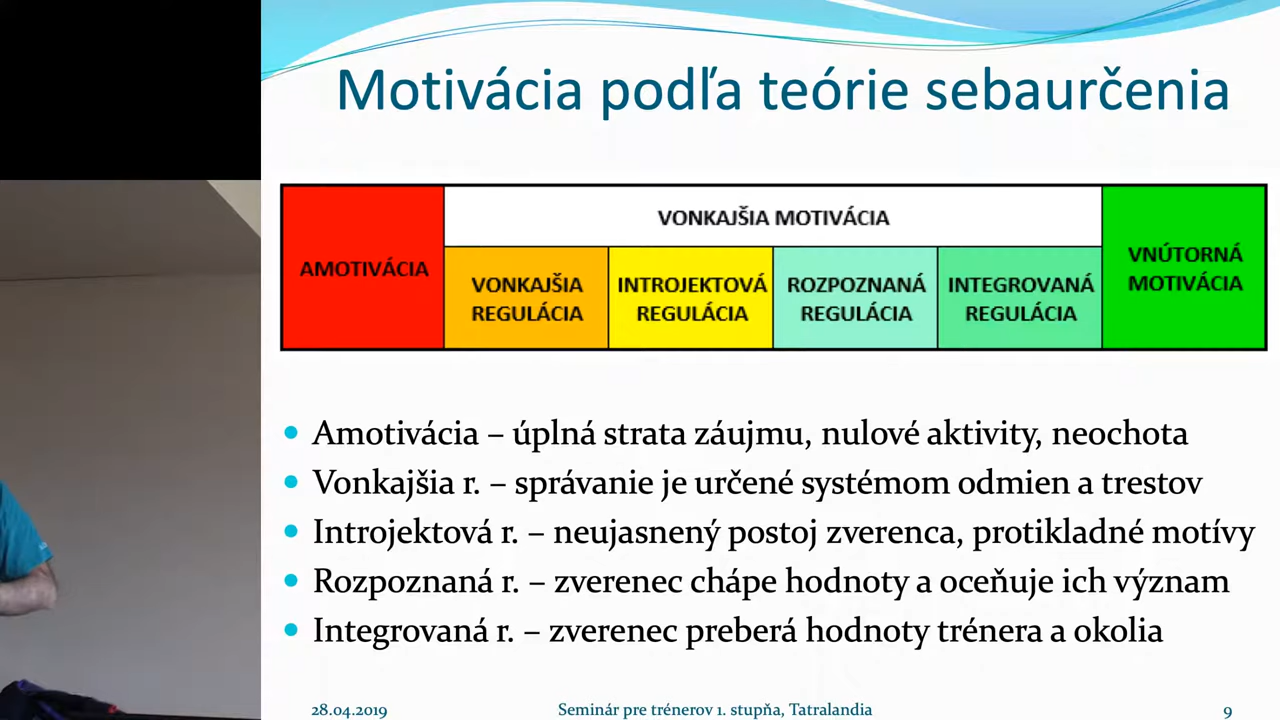 Motivácia podľa teórie sebaurčenia
AMOTIVÁCIA
VONKAJŠIA MOTIVÁCIA
VONKAJŠIA
REGULÁCIA
INTROJEKTOVÁ
REGULÁCIA
ROZPOZNANÁ
REGULÁCIA
INTEGROVANÁ
REGULÁCIA
VNÚTORNÁ
MOTIVÁCIA
• Amotivácia – úplná strata záujmu, nulové aktivity, neochota
• Vonkajšia r. – správanie je určené systémom odmien a trestov
• Introjektová r. – neujasnený postoj zverenca, protikladné motívy
• Rozpoznaná r. – zverenec chápe hodnoty a oceňuje ich význam
• Integrovaná r. – zverenec preberá hodnoty trénera a okolia
28.04.2019
Seminár pre trénerov 1. stupňa, Tatralandia
9